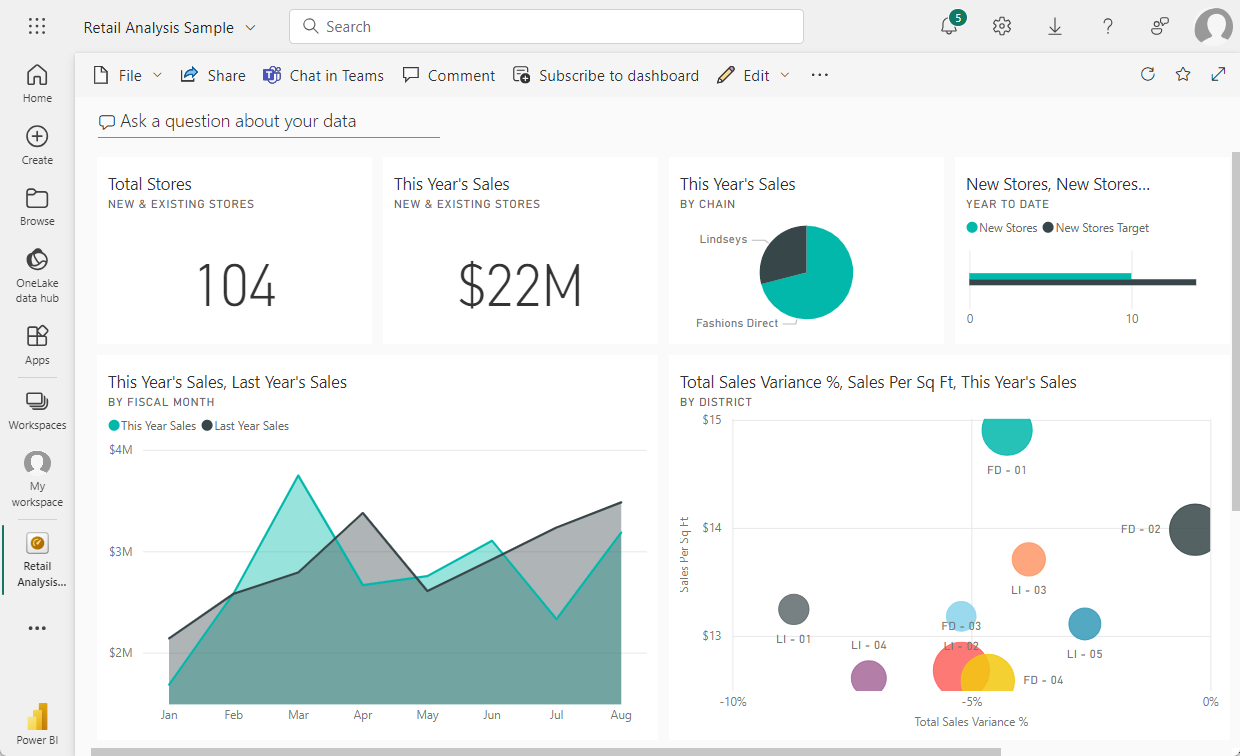 Retail Analysis Sample
Search
5
Home
Create
Browse
OneLake
data hub
Apps
Workspaces
My
workspace
Retail
Analysis...
Power BI
File
Share
Chat in Teams
Comment
Subscribe to dashboard
Edit
Ask a question about your data
Total Stores
NEW & EXISTING STORES
104
This Year's Sales
NEW & EXISTING STORES
$22M
This Year's Sales
BY CHAIN
Lindseys
Fashions Direct
New Stores, New Stores...
YEAR TO DATE
New Stores New Stores Target
0 10
This Year's Sales, Last Year's Sales
BY FISCAL MONTH
This Year Sales Last Year Sales
$4M
$3M
$2M
Jan Feb Mar Apr May Jun Jul Aug
Total Sales Variance %, Sales Per Sq Ft, This Year's Sales
BY DISTRICT
Sales Per Sq Ft
$15
FD - 01
$14
FD - 02
LI - 03
FD - 03
$13
LI - 01
LI - 04
LI - 02
LI - 05
FD - 04
-10% -5% 0%
Total Sales Variance %